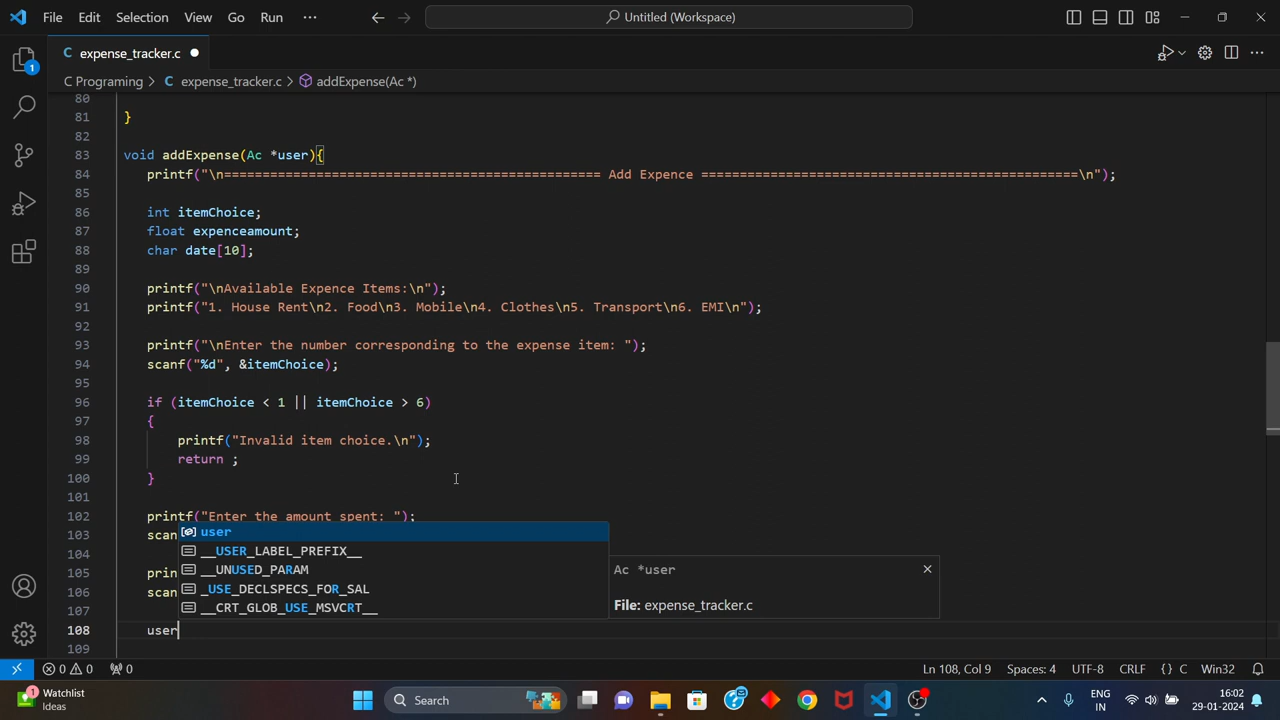 File Edit Selection View Go Run ··· Untitled (Workspace)
C expense_tracker.c
C Programing > C expense_tracker.c > addExpense(Ac *)
1
80
81 }
82
83 void addExpense(Ac *user){
84 printf("\n================================================= Add Expence =================================================\n");
85
86 int itemChoice;
87 float expenceamount;
88 char date[10];
89
90 printf("\nAvailable Expence Items:\n");
91 printf("1. House Rent\n2. Food\n3. Mobile\n4. Clothes\n5. Transport\n6. EMI\n");
92
93 printf("\nEnter the number corresponding to the expense item: ");
94 scanf("%d", &itemChoice);
95
96 if (itemChoice < 1 || itemChoice > 6)
97 {
98 printf("Invalid item choice.\n");
99 return ;
100 }
101
102 printf("Enter the amount spent: ");
103 scan
104
105 prin
106 scan
107
108 user
109
user
__USER_LABEL_PREFIX__
__UNUSED_PARAM
_USE_DECLSPECS_FOR_SAL
__CRT_GLOB_USE_MSVCRT__
Ac *user
File: expense_tracker.c
0 0 0 Ln 108, Col 9 Spaces: 4 UTF-8 CRLF {} C Win32
1 Watchlist
Ideas
Search
ENG
IN
16:02
29-01-2024